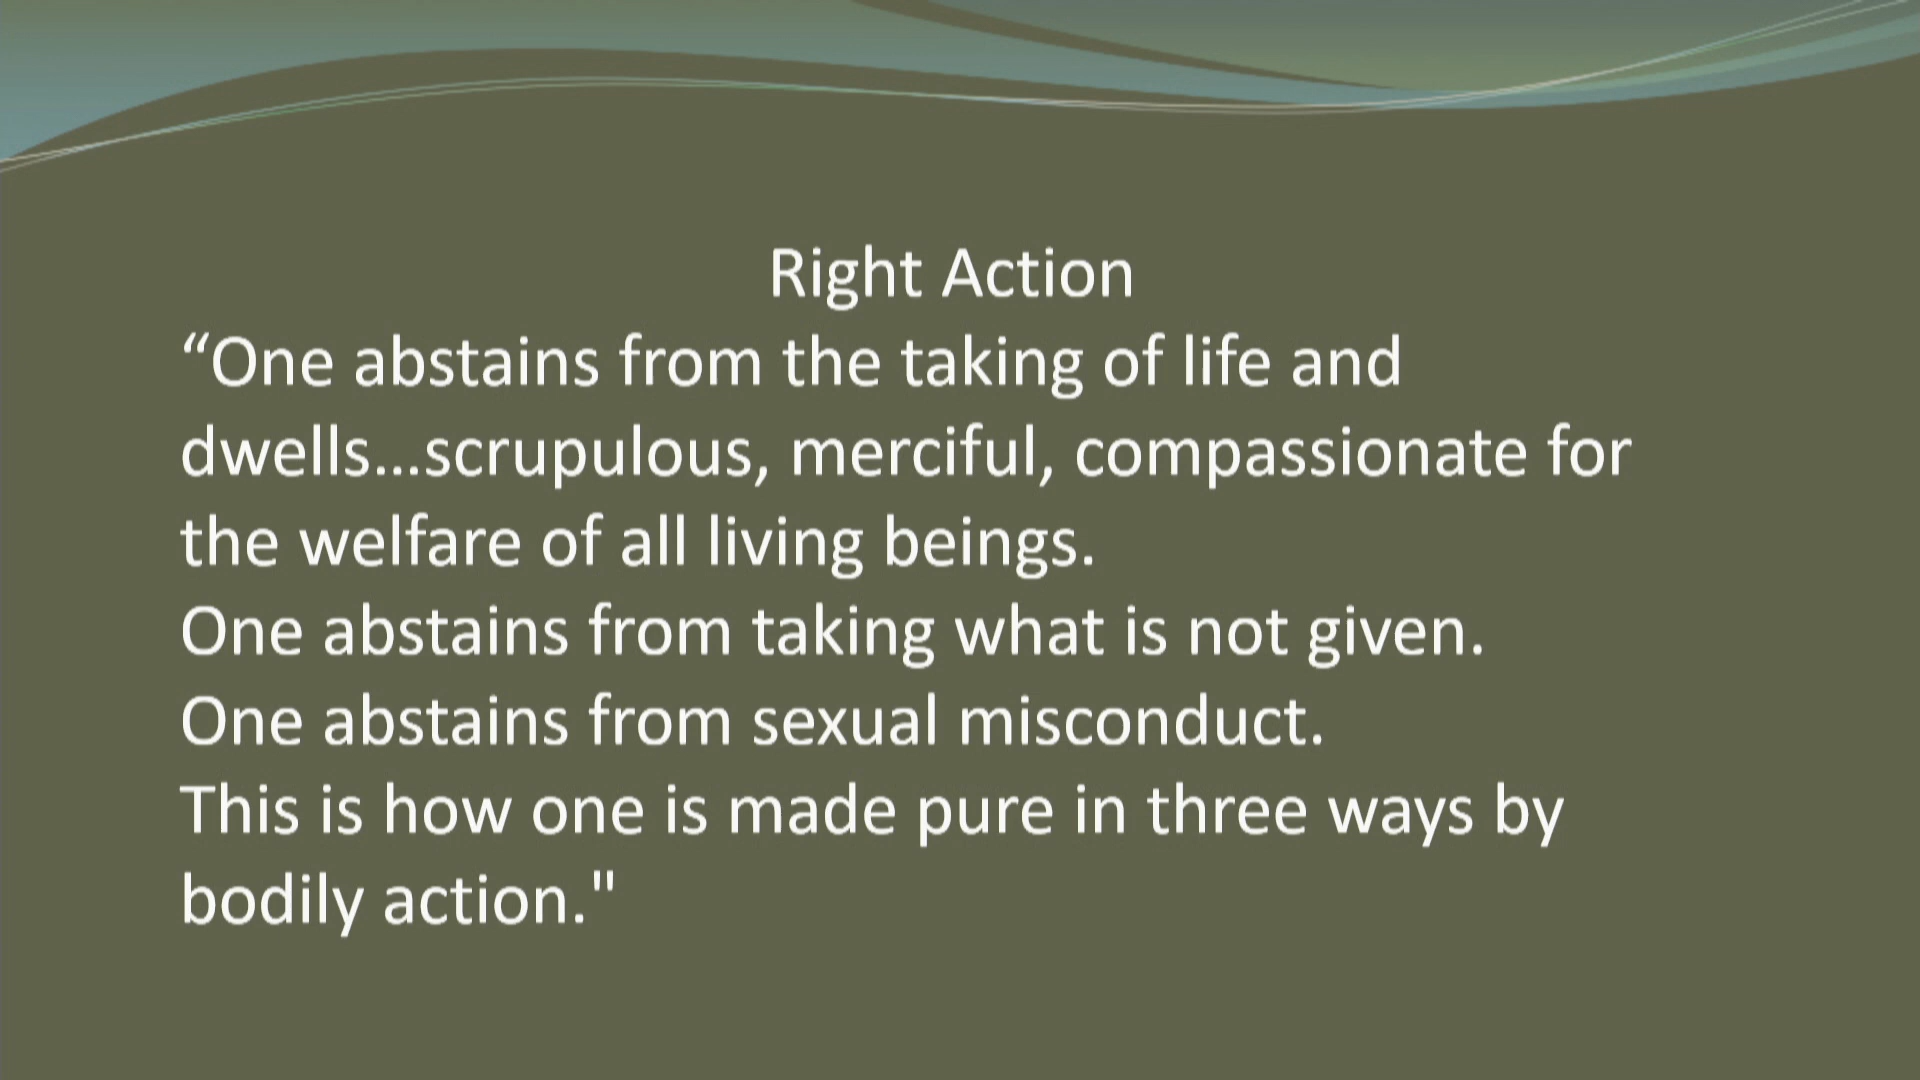 Right Action
“One abstains from the taking of life and
dwells...scrupulous, merciful, compassionate for
the welfare of all living beings.
One abstains from taking what is not given.
One abstains from sexual misconduct.
This is how one is made pure in three ways by
bodily action."